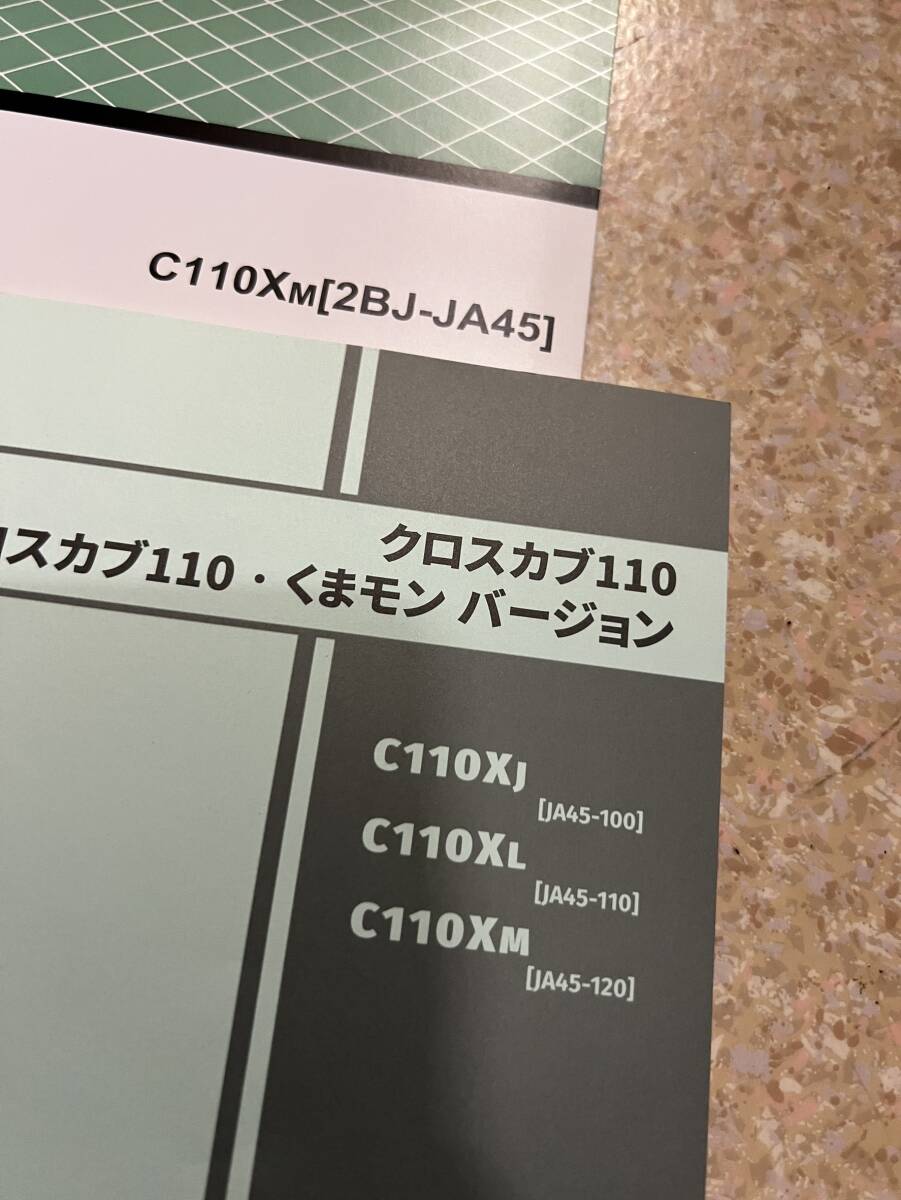 C110XM[2BJ-JA45]
クロスカブ110
ロスカブ110・くまモン バージョン
C110XJ
[JA45-100]
C110XL
[JA45-110]
C110XM
[JA45-120]